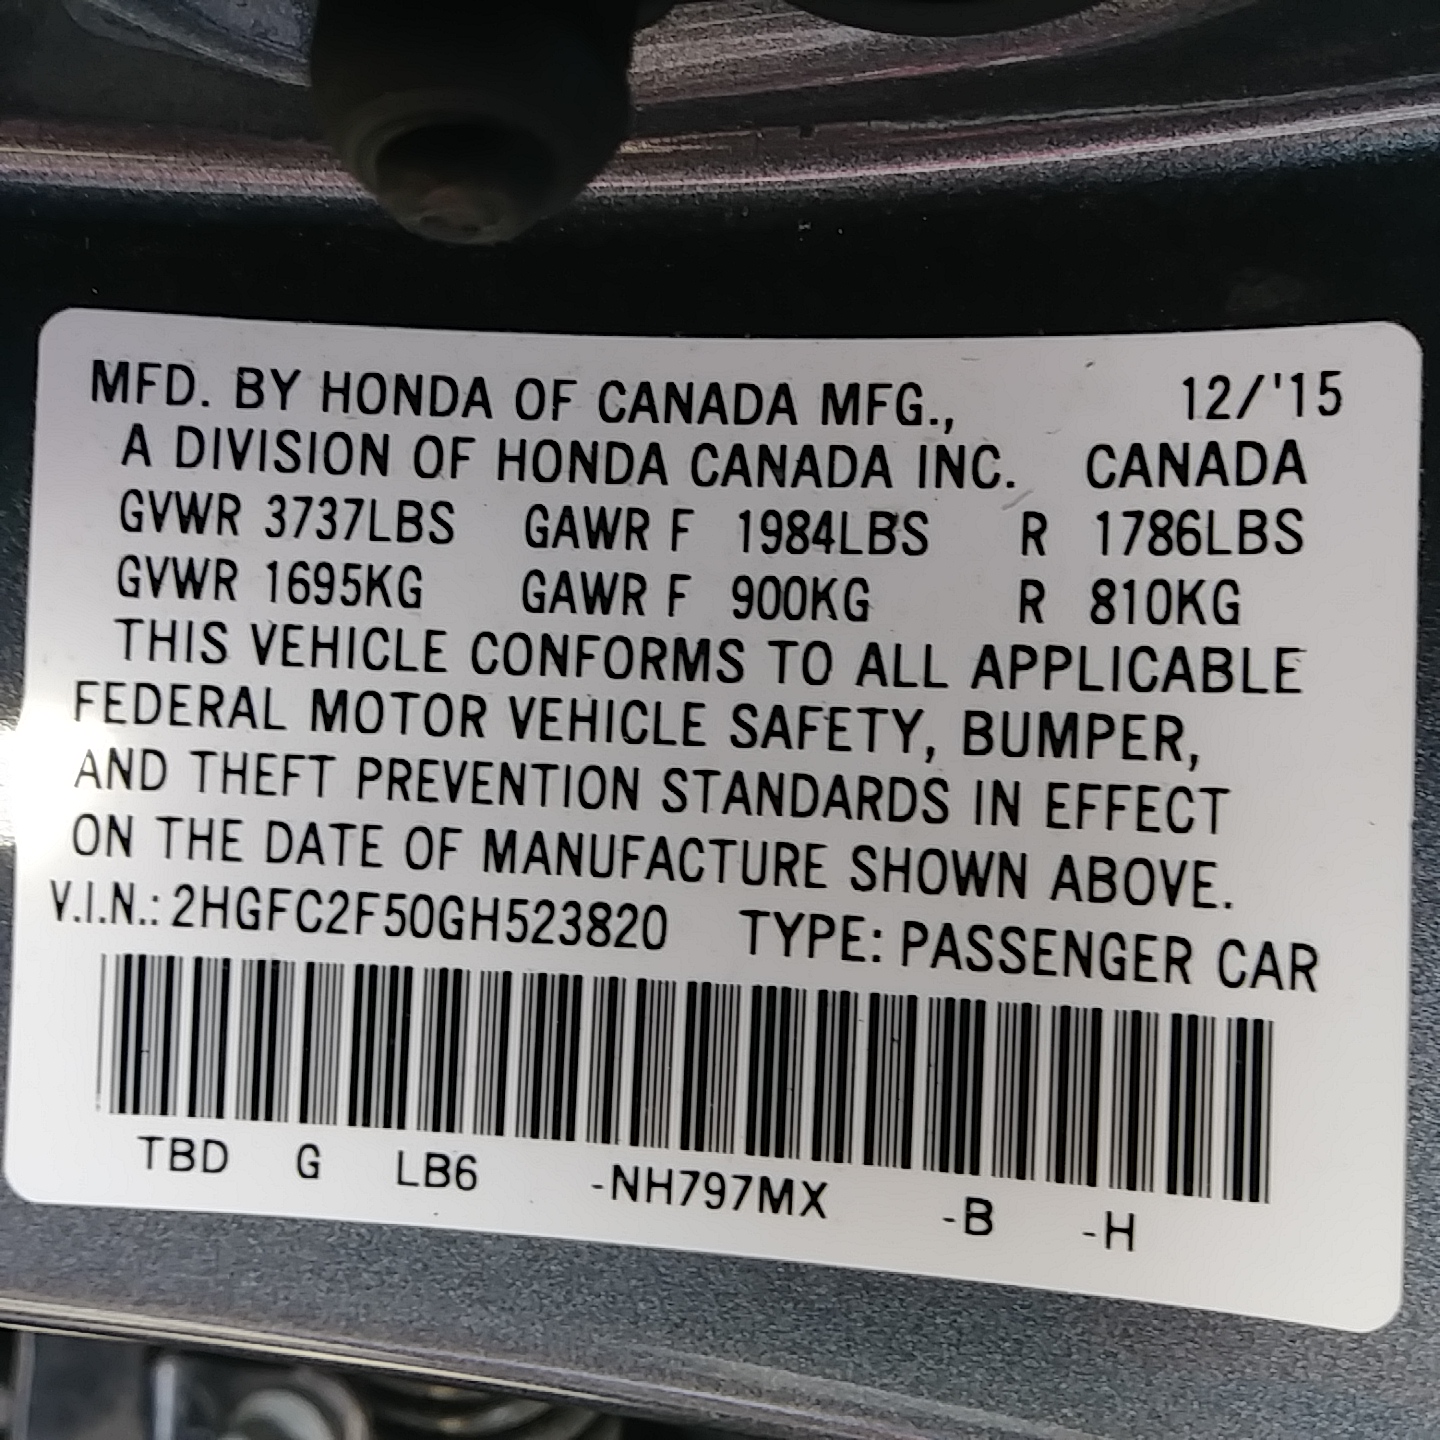 MFD. BY HONDA OF CANADA MFG., 12/'15
A DIVISION OF HONDA CANADA INC. CANADA
GVWR 3737LBS GAWR F 1984LBS R 1786LBS
GVWR 1695KG GAWR F 900KG R 810KG
THIS VEHICLE CONFORMS TO ALL APPLICABLE
FEDERAL MOTOR VEHICLE SAFETY, BUMPER,
AND THEFT PREVENTION STANDARDS IN EFFECT
ON THE DATE OF MANUFACTURE SHOWN ABOVE.
V.I.N.: 2HGFC2F50GH523820 TYPE: PASSENGER CAR
TBD G LB6 -NH797MX -B -H